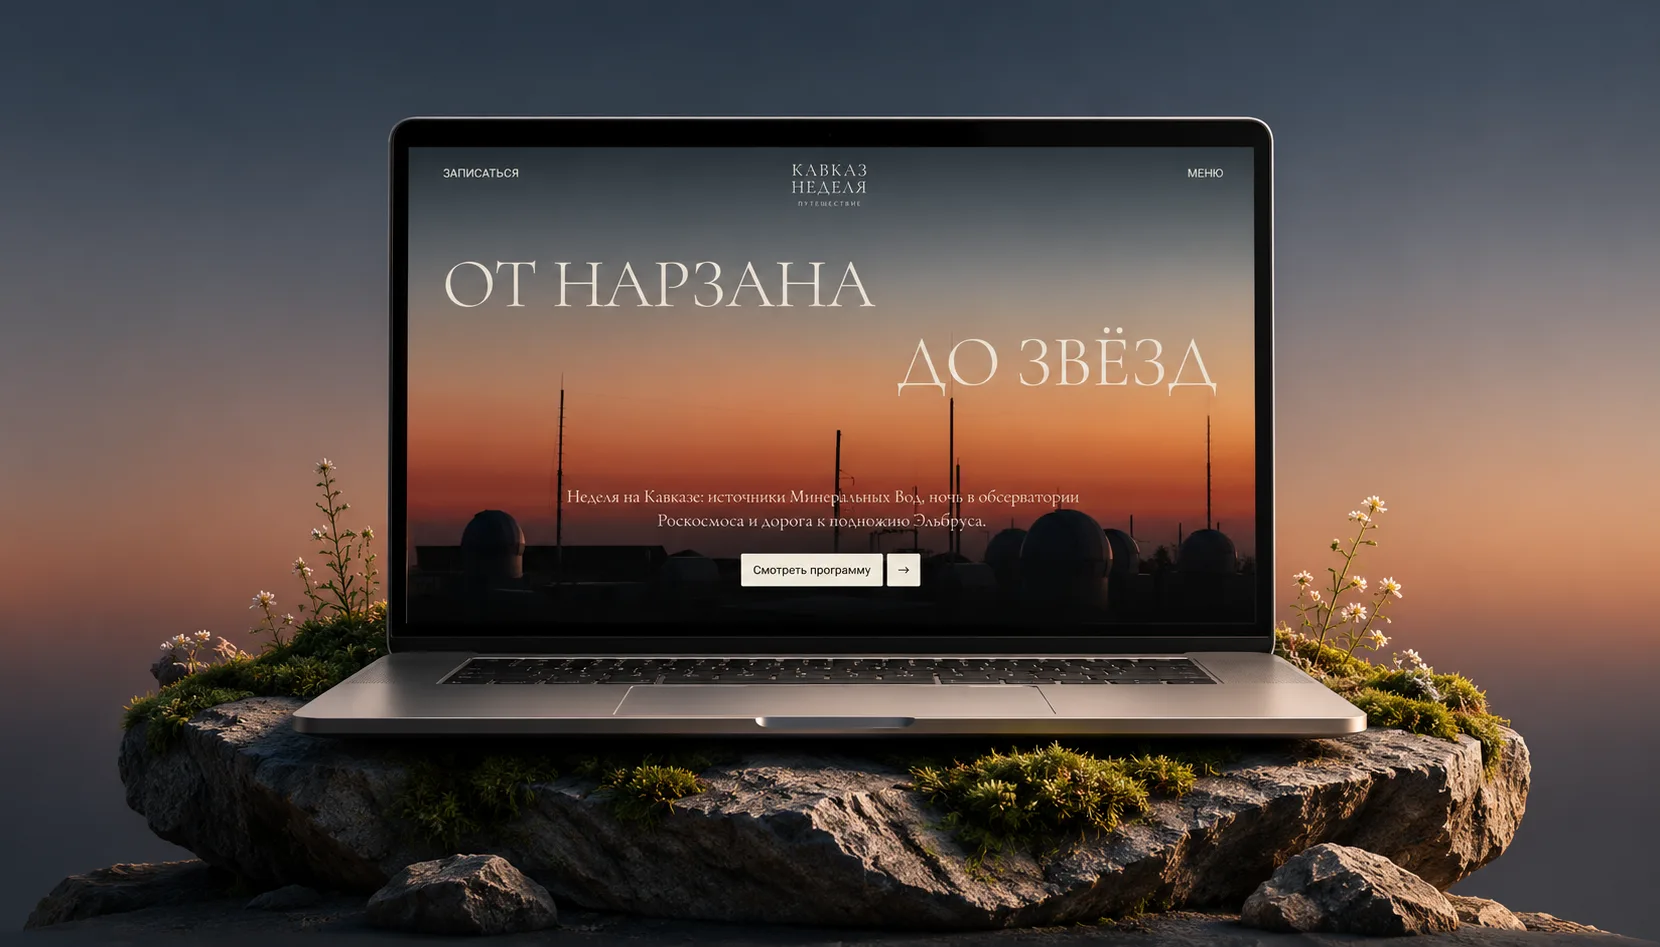 ЗАПИСАТЬСЯ
КАВКАЗ
НЕДЕЛЯ
ПУТЕШЕСТВИЕ
МЕНЮ
ОТ НАРЗАНА
ДО ЗВЁЗД
Неделя на Кавказе: источники Минеральных Вод, ночь в обсерватории
Роскосмоса и дорога к подножию Эльбруса.
Смотреть программу →